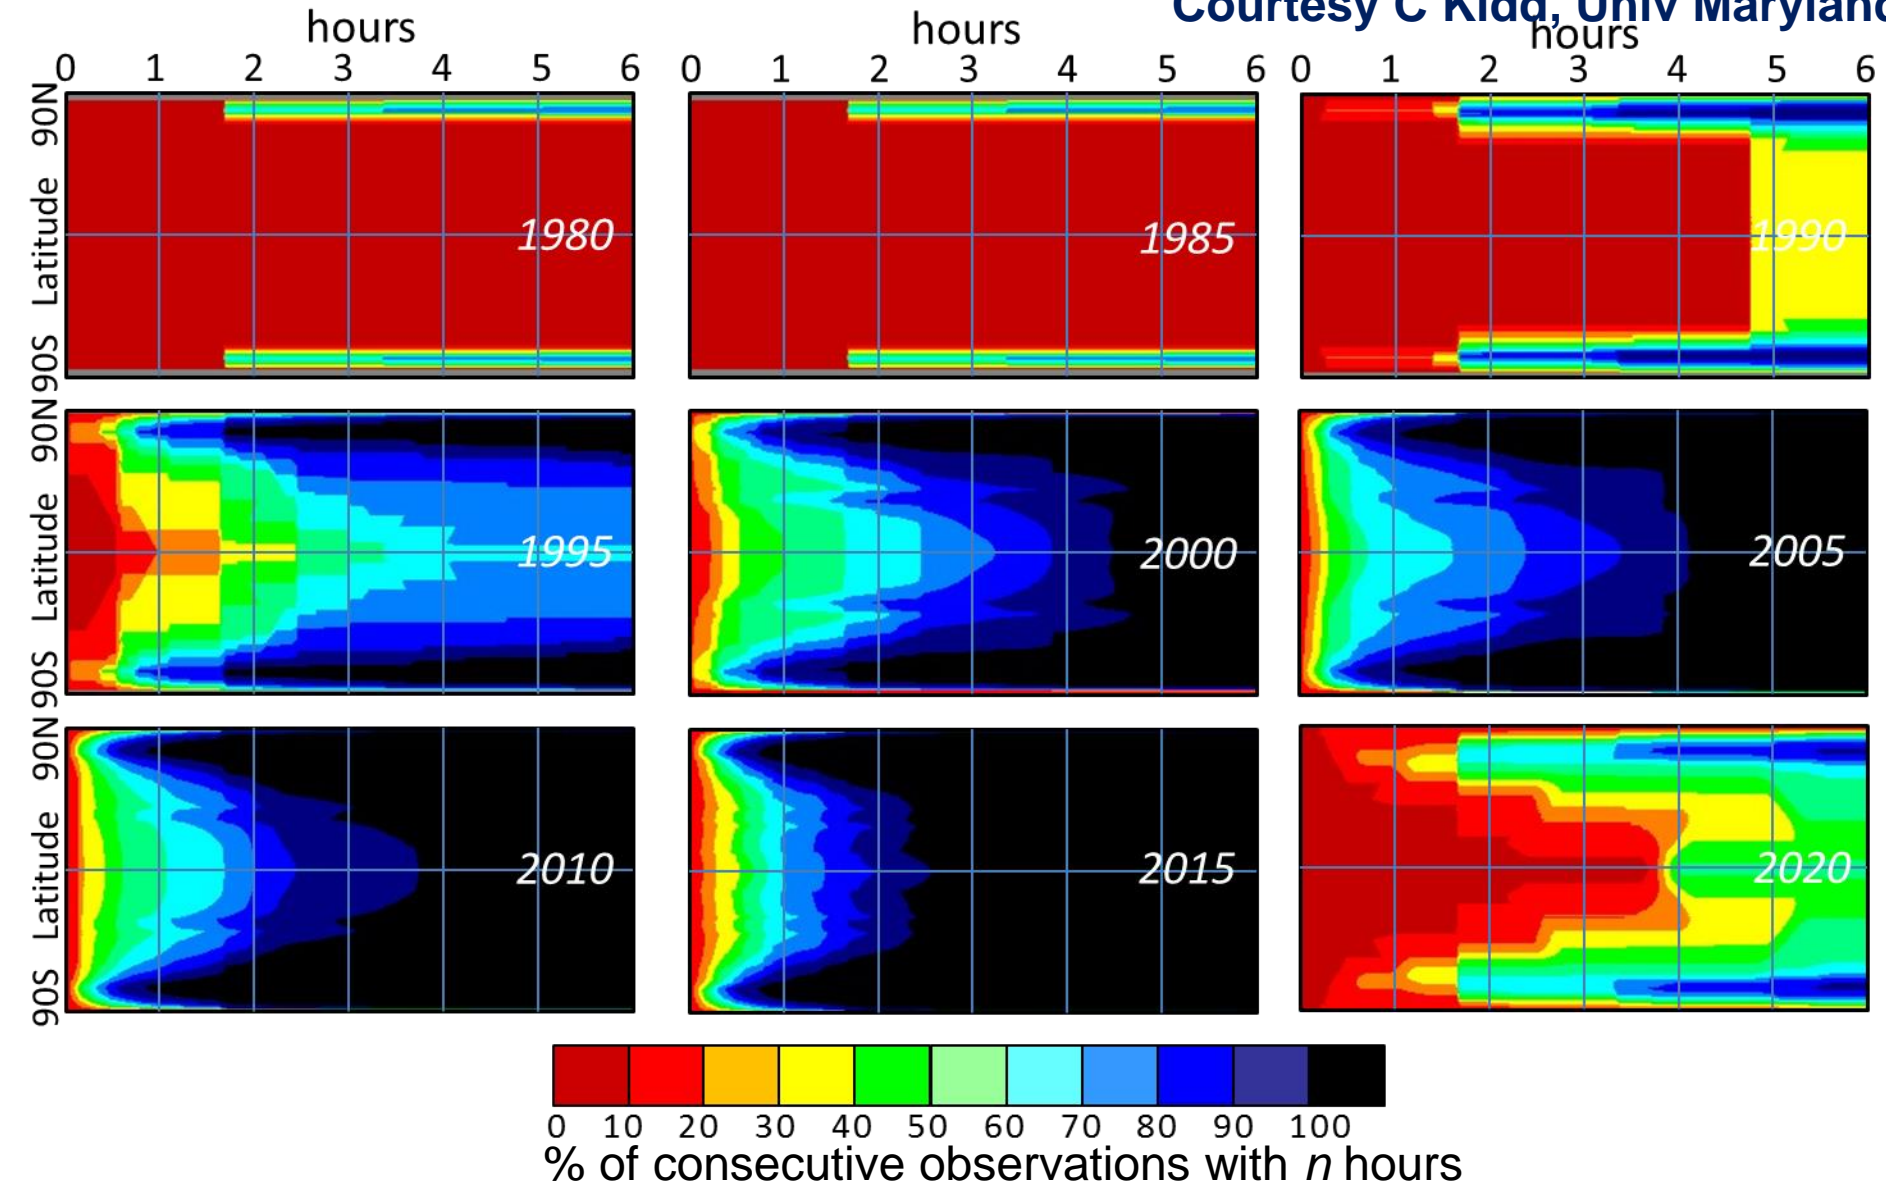 Courtesy C Kidd, Univ Maryland
hours
hours
hours
0 1 2 3 4 5 6
0 1 2 3 4 5 6
0 1 2 3 4 5 6
90N
Latitude
90S
1980
1985
1990
90N
Latitude
90S
1995
2000
2005
90N
Latitude
90S
2010
2015
2020
0 10 20 30 40 50 60 70 80 90 100
% of consecutive observations with n hours